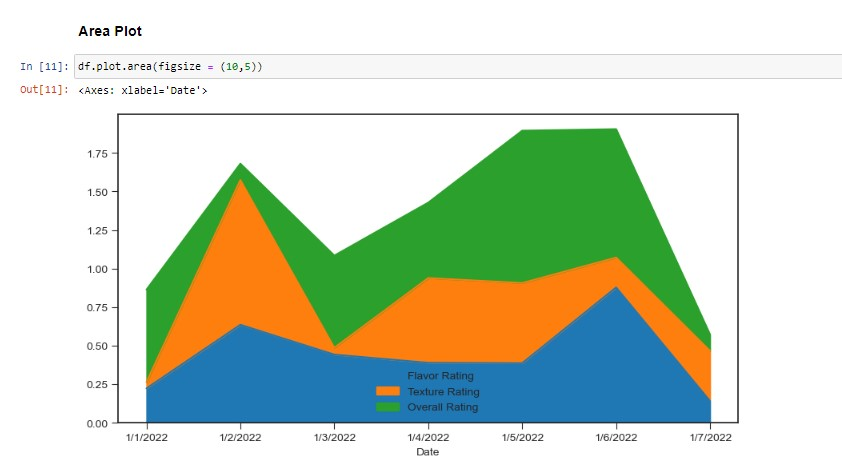 Area Plot
In [11]: df.plot.area(figsize = (10,5))
Out[11]: <Axes: xlabel='Date'>
1.75
1.50
1.25
1.00
0.75
0.50
0.25
0.00
Flavor Rating
Texture Rating
Overall Rating
1/1/2022 1/2/2022 1/3/2022 1/4/2022 1/5/2022 1/6/2022 1/7/2022
Date